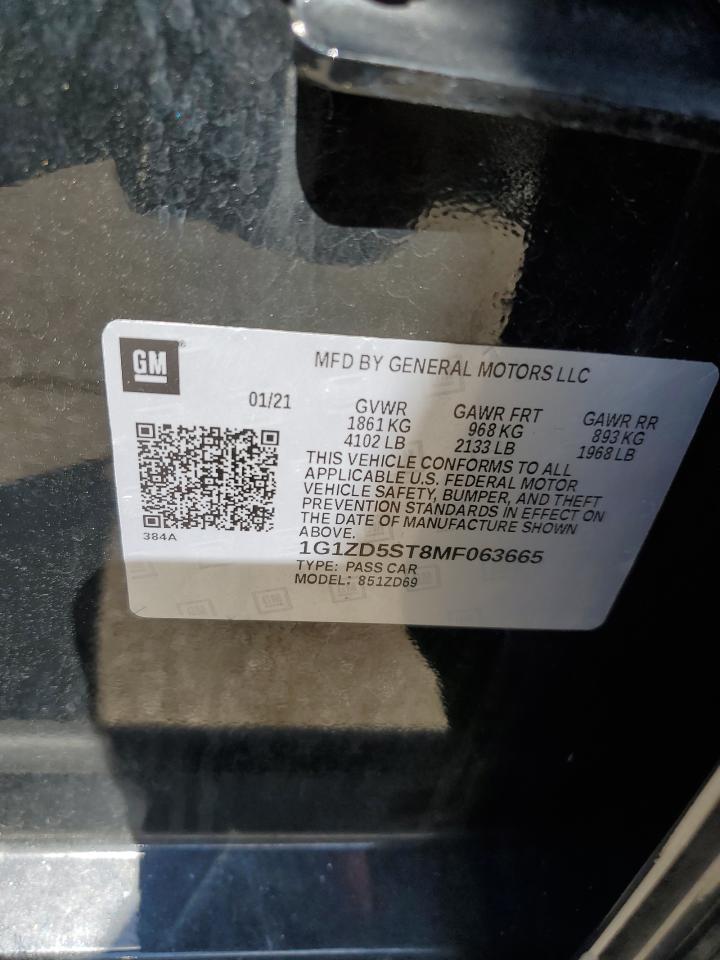 GM®
MFD BY GENERAL MOTORS LLC
01/21
GVWR GAWR FRT GAWR RR
1861 KG 968 KG 893 KG
4102 LB 2133 LB 1968 LB
THIS VEHICLE CONFORMS TO ALL
APPLICABLE U.S. FEDERAL MOTOR
VEHICLE SAFETY, BUMPER, AND THEFT
PREVENTION STANDARDS IN EFFECT ON
THE DATE OF MANUFACTURE SHOWN
ABOVE.
384A
1G1ZD5ST8MF063665
TYPE: PASS CAR
MODEL: 851ZD69